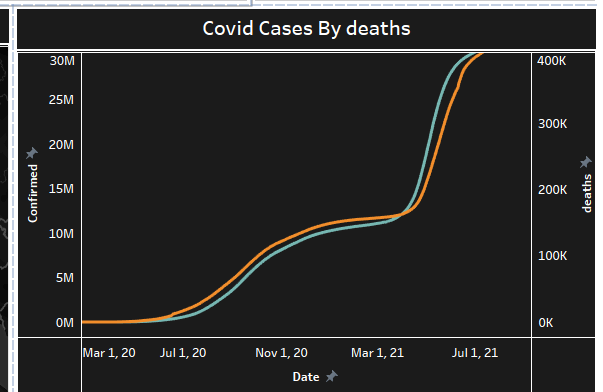 Covid Cases By deaths
30M
25M
20M
15M
10M
5M
0M
Confirmed
400K
300K
200K
100K
0K
deaths
Mar 1, 20 Jul 1, 20 Nov 1, 20 Mar 1, 21 Jul 1, 21
Date